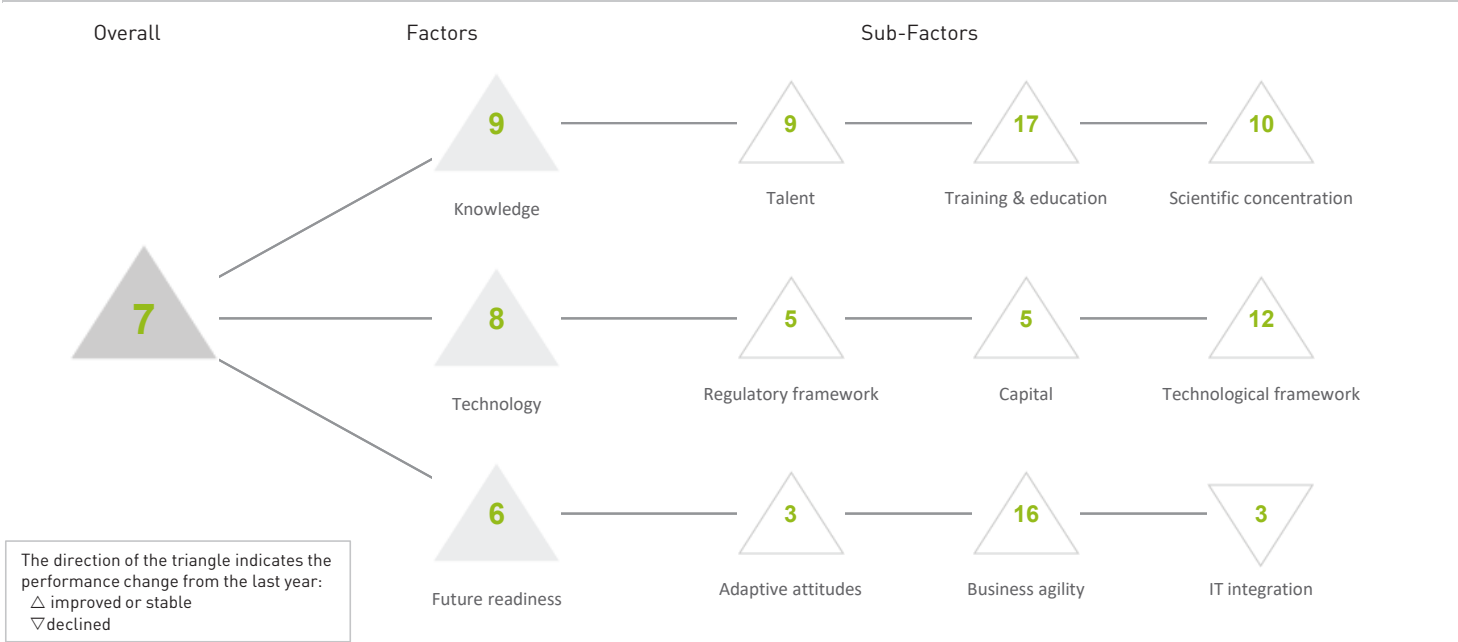 Overall
Factors
Sub-Factors
9
9
17
10
Knowledge
Talent
Training & education
Scientific concentration
7
8
5
5
12
Technology
Regulatory framework
Capital
Technological framework
6
3
16
3
Future readiness
Adaptive attitudes
Business agility
IT integration
The direction of the triangle indicates the
performance change from the last year:
△ improved or stable
▽ declined